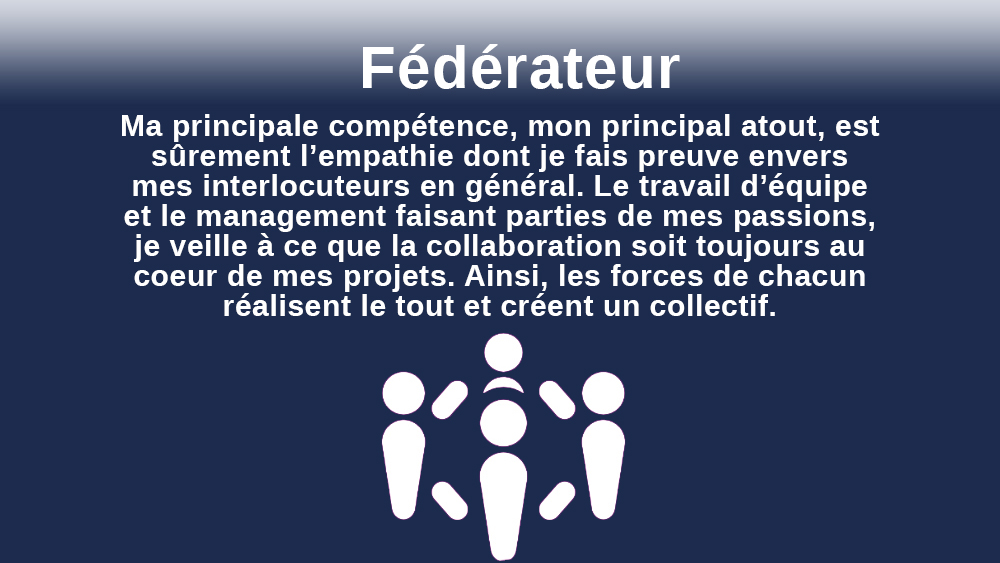 Fédérateur
Ma principale compétence, mon principal atout, est
sûrement l’empathie dont je fais preuve envers
mes interlocuteurs en général. Le travail d’équipe
et le management faisant parties de mes passions,
je veille à ce que la collaboration soit toujours au
coeur de mes projets. Ainsi, les forces de chacun
réalisent le tout et créent un collectif.